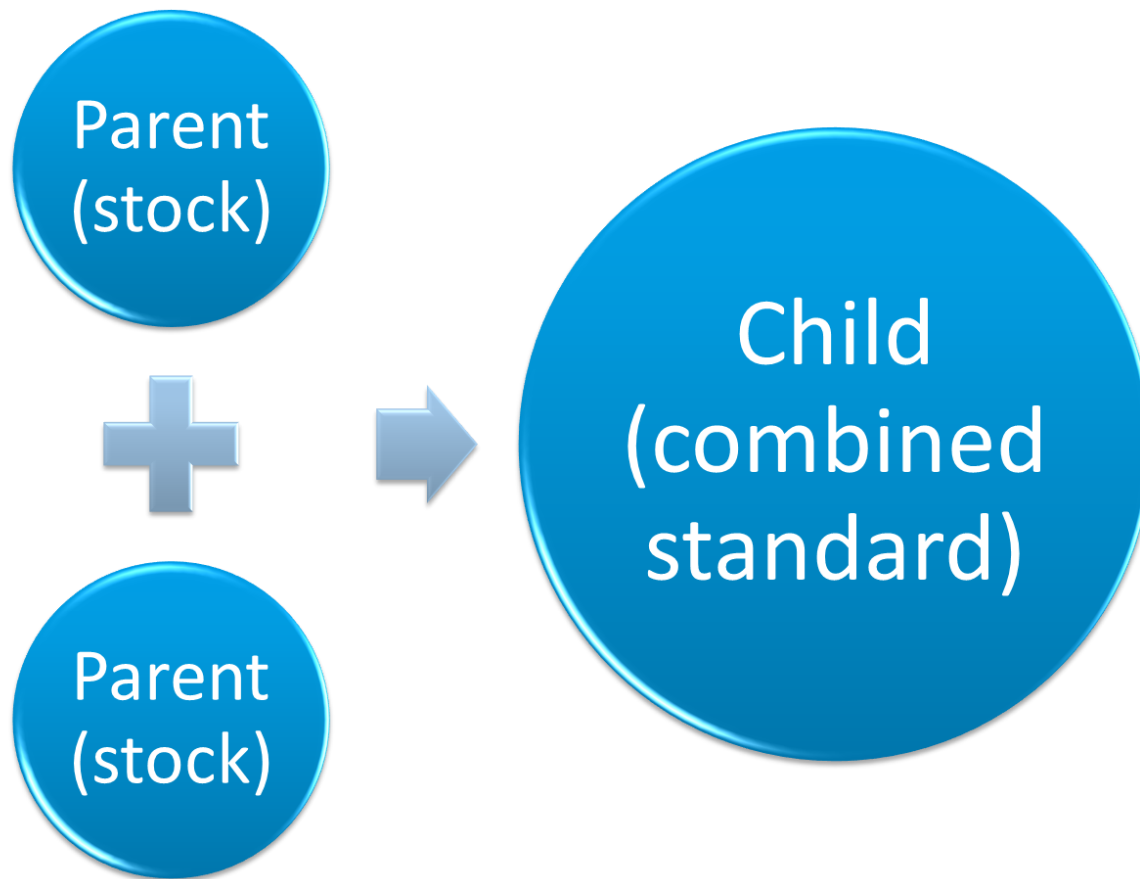 Parent
(stock)
Parent
(stock)
Child
(combined
standard)